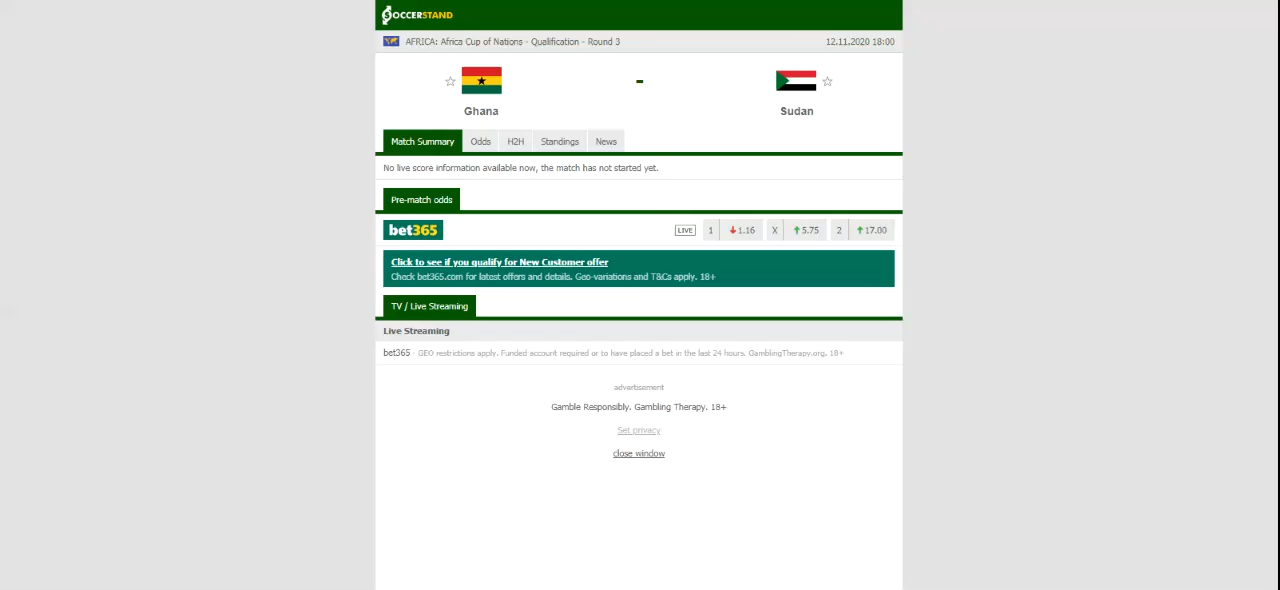 SOCCERSTAND
AFRICA: Africa Cup of Nations - Qualification - Round 3 12.11.2020 18:00
-
Ghana Sudan
Match Summary Odds H2H Standings News
No live score information available now, the match has not started yet.
Pre-match odds
bet365 LIVE 1 1.16 X 5.75 2 17.00
Click to see if you qualify for New Customer offer
Check bet365.com for latest offers and details. Geo-variations and T&Cs apply. 18+
TV / Live Streaming
Live Streaming
bet365 - GEO restrictions apply. Funded account required or to have placed a bet in the last 24 hours. GamblingTherapy.org. 18+
advertisement
Gamble Responsibly. Gambling Therapy. 18+
Set privacy
close window